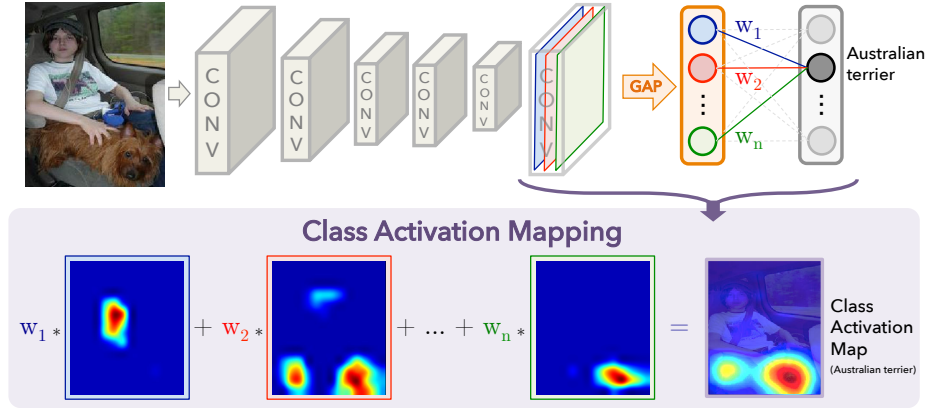 CONV
CONV
CONV
CONV
CONV
CONV
GAP
w1
w2
wn
Australian
terrier
Class Activation Mapping
w1 * + w2 * + ... + wn * =
Class
Activation
Map
(Australian terrier)